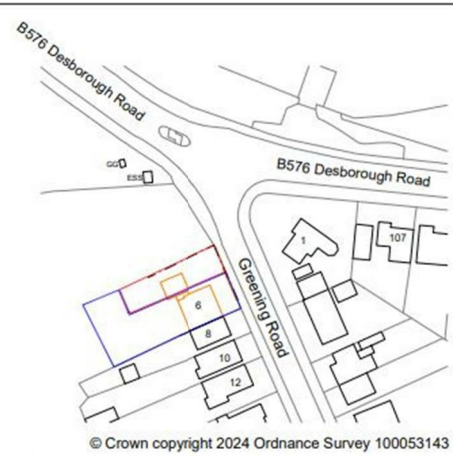 B576 Desborough Road
GG
ESS
B576 Desborough Road
1
107
Greening Road
6
8
10
12
© Crown copyright 2024 Ordnance Survey 100053143